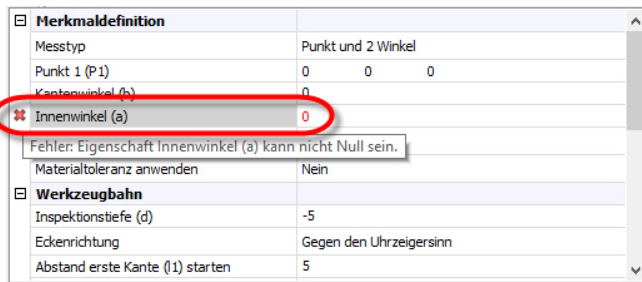 Merkmaldefinition
Messtyp Punkt und 2 Winkel
Punkt 1 (P1) 0 0 0
Kantenwinkel (b) 0
Innenwinkel (a) 0
Fehler: Eigenschaft Innenwinkel (a) kann nicht Null sein.
Materialtoleranz anwenden Nein
Werkzeugbahn
Inspektionstiefe (d) -5
Eckenrichtung Gegen den Uhrzeigersinn
Abstand erste Kante (l1) starten 5